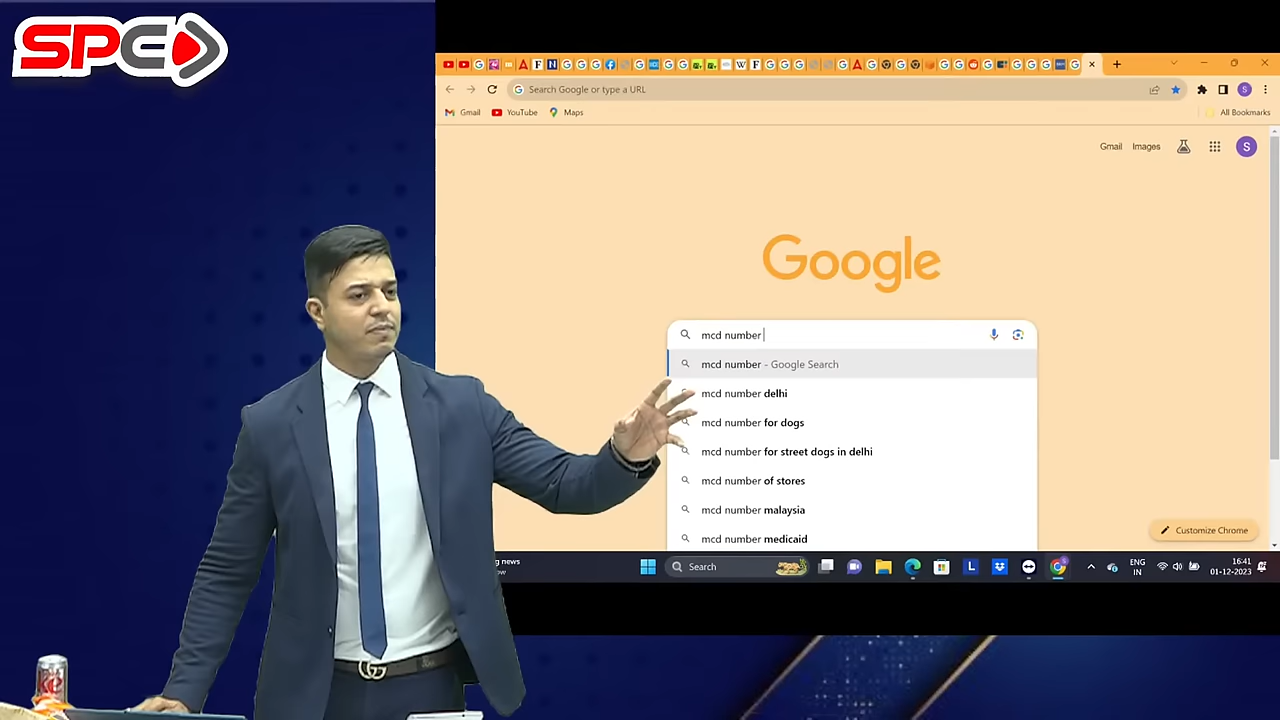 SPE
Search Google or type a URL
Gmail
YouTube
Maps
All Bookmarks
Gmail
Images
S
Google
mcd number
mcd number - Google Search
mcd number delhi
mcd number for dogs
mcd number for street dogs in delhi
mcd number of stores
mcd number malaysia
mcd number medicaid
Customize Chrome
g news
ow
Search
ENG
IN
16:41
01-12-2023